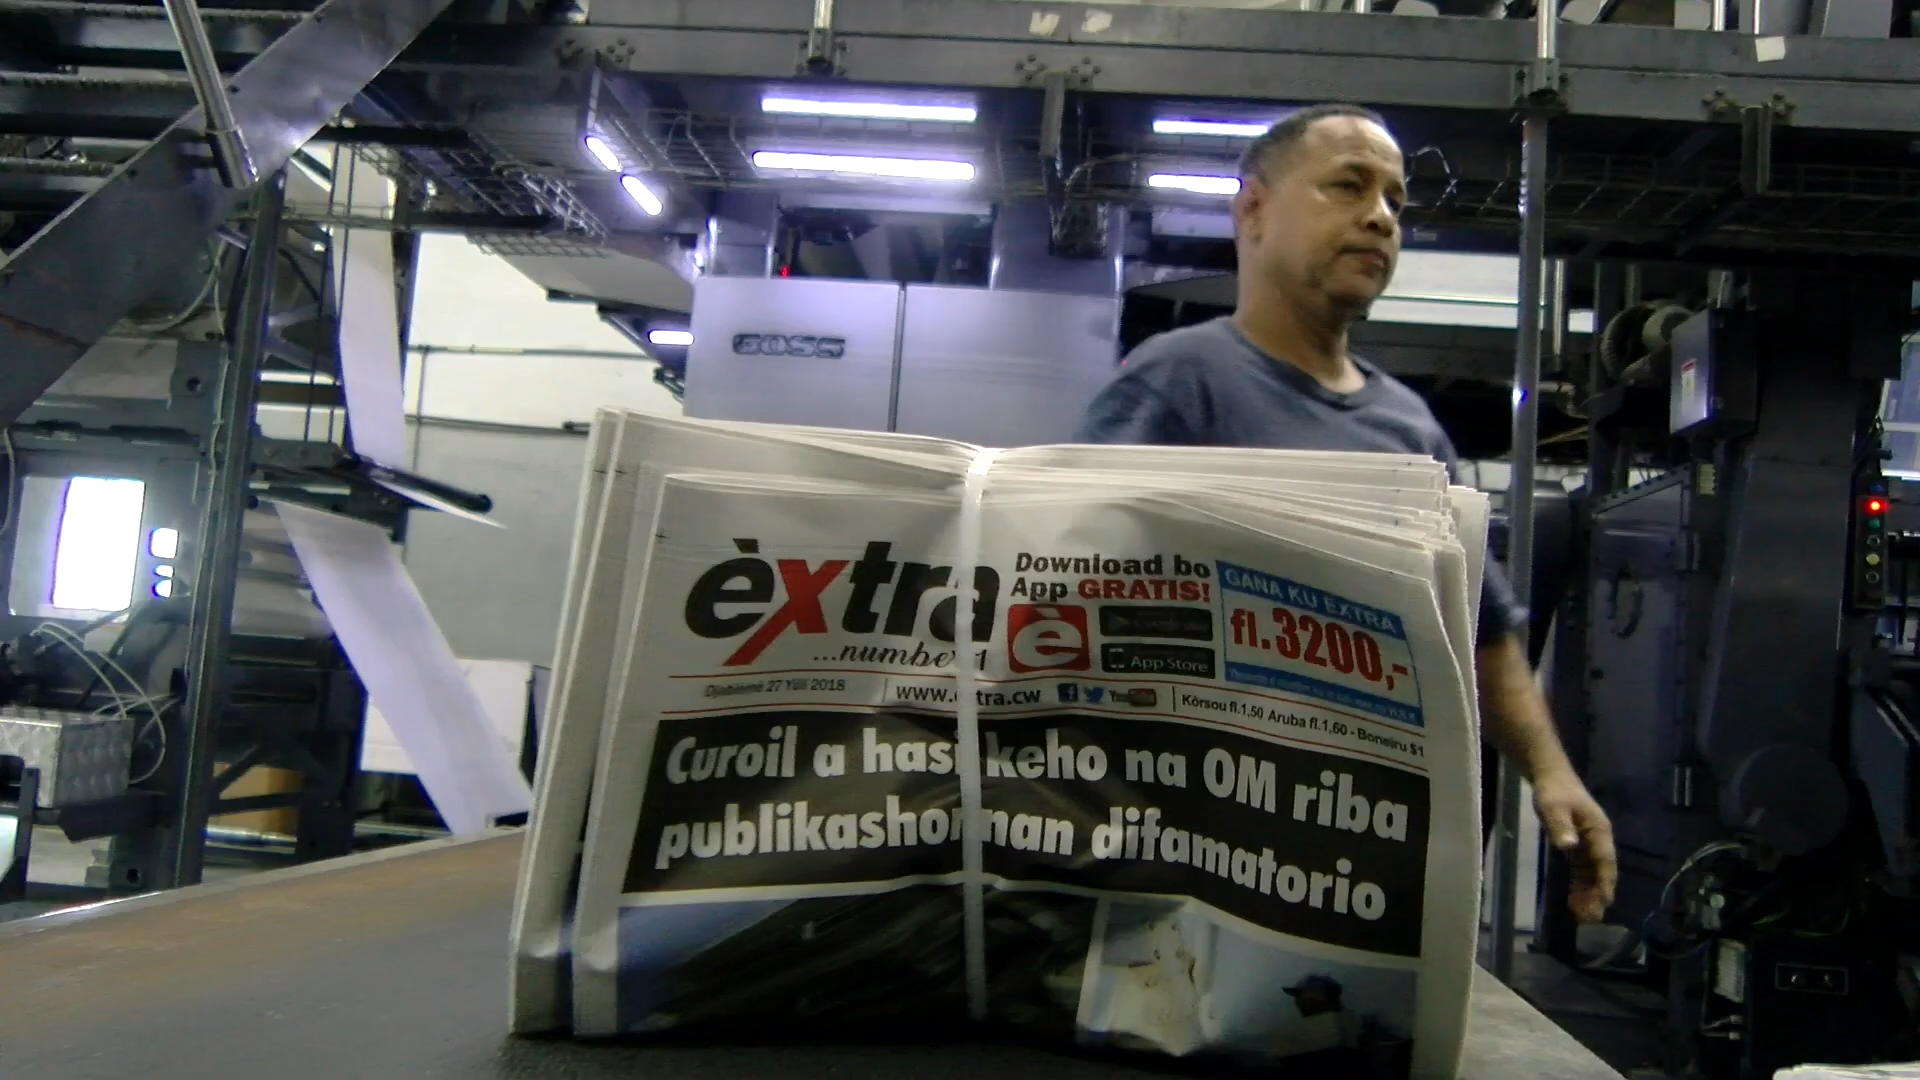 GOSS
èxtra
...number 1
Download bo
App GRATIS!
è
App Store
GANA KU EXTRA
fl.3200,-
Djabièrnè 27 Yüli 2018
www.extra.cw
YouTube
Kòrsou fl.1,50 Aruba fl.1,60 - Boneiru $1
Curoil a hasi keho na OM riba
publikashonnan difamatorio